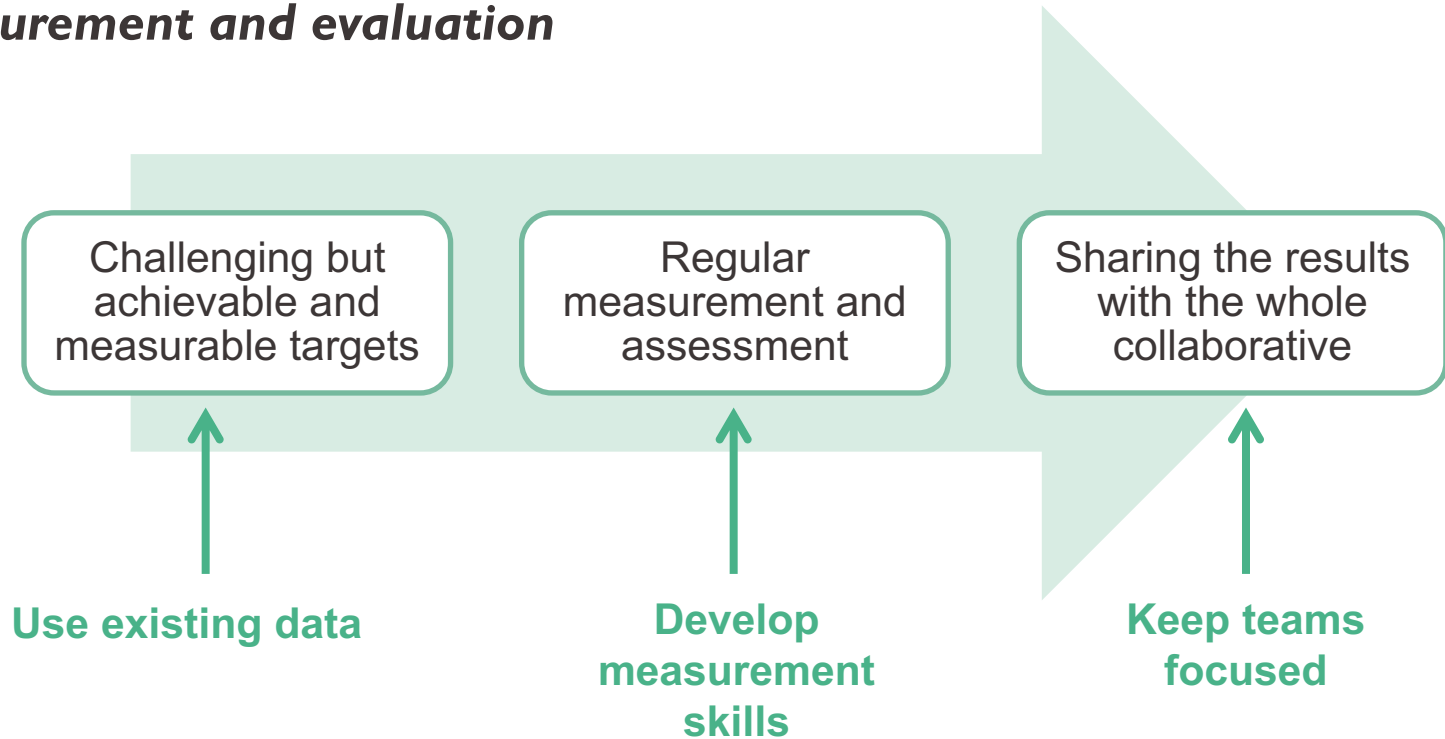 urement and evaluation
Challenging but
achievable and
measurable targets
Regular
measurement and
assessment
Sharing the results
with the whole
collaborative
Use existing data
Develop
measurement
skills
Keep teams
focused